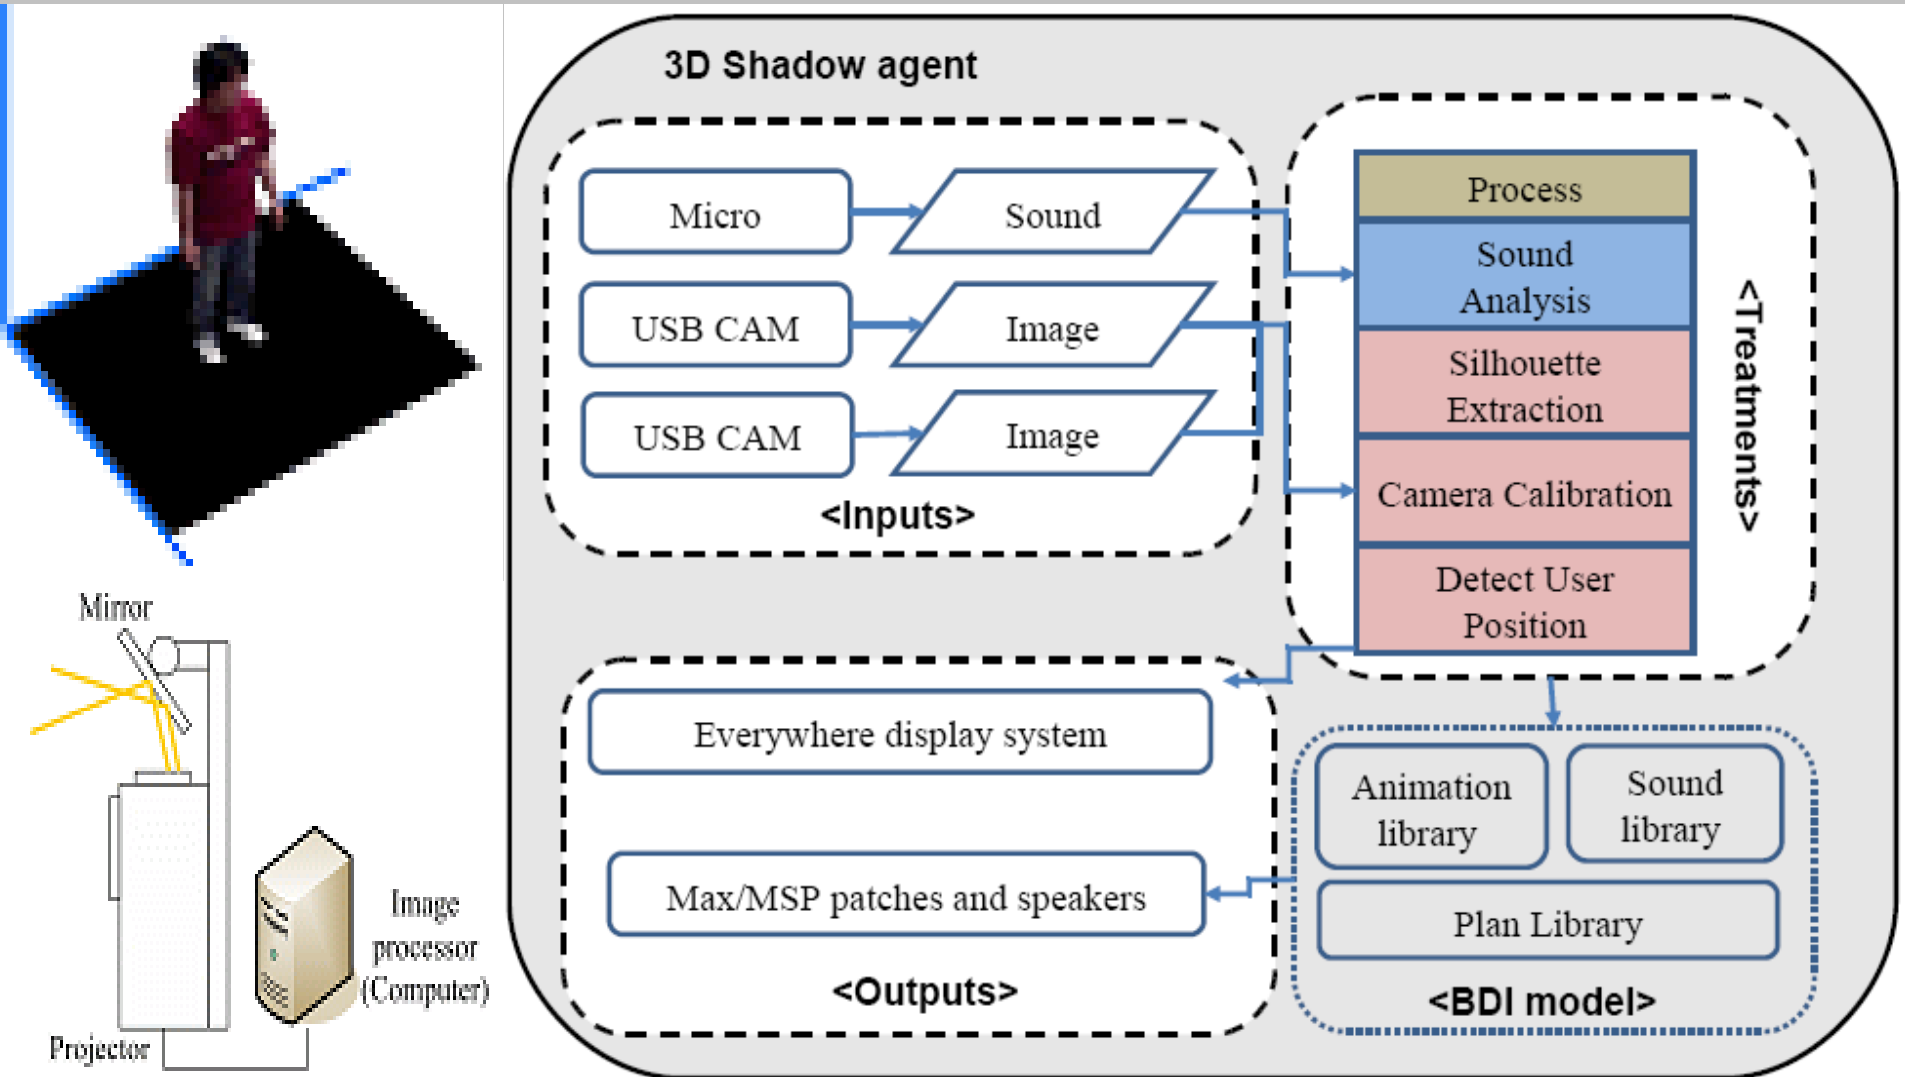 3D Shadow agent
Micro
Sound
USB CAM
Image
USB CAM
Image
<Inputs>
Process
Sound
Analysis
Silhouette
Extraction
Camera Calibration
Detect User
Position
<Treatments>
Mirror
Projector
Image
processor
(Computer)
Everywhere display system
Max/MSP patches and speakers
<Outputs>
Animation
library
Sound
library
Plan Library
<BDI model>